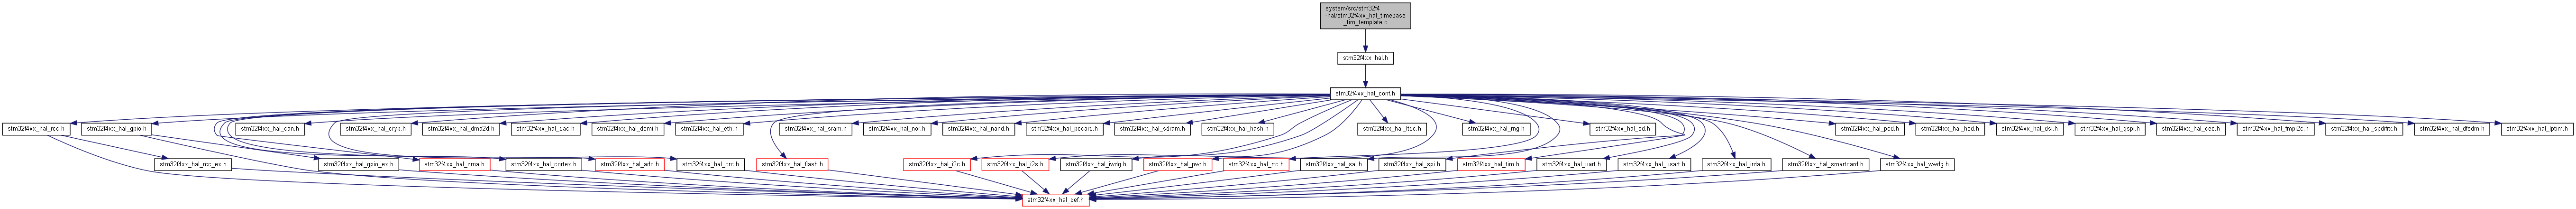 system/src/stm32f4
-hal/stm32f4xx_hal_timebase
_tim_template.c
stm32f4xx_hal.h
stm32f4xx_hal_conf.h
stm32f4xx_hal_rcc.h
stm32f4xx_hal_gpio.h
stm32f4xx_hal_can.h
stm32f4xx_hal_cryp.h
stm32f4xx_hal_dma2d.h
stm32f4xx_hal_dac.h
stm32f4xx_hal_dcmi.h
stm32f4xx_hal_eth.h
stm32f4xx_hal_sram.h
stm32f4xx_hal_nor.h
stm32f4xx_hal_nand.h
stm32f4xx_hal_pccard.h
stm32f4xx_hal_sdram.h
stm32f4xx_hal_hash.h
stm32f4xx_hal_ltdc.h
stm32f4xx_hal_rng.h
stm32f4xx_hal_sd.h
stm32f4xx_hal_pcd.h
stm32f4xx_hal_hcd.h
stm32f4xx_hal_dsi.h
stm32f4xx_hal_qspi.h
stm32f4xx_hal_cec.h
stm32f4xx_hal_fmpi2c.h
stm32f4xx_hal_spdifrx.h
stm32f4xx_hal_dfsdm.h
stm32f4xx_hal_lptim.h
stm32f4xx_hal_rcc_ex.h
stm32f4xx_hal_gpio_ex.h
stm32f4xx_hal_dma.h
stm32f4xx_hal_cortex.h
stm32f4xx_hal_adc.h
stm32f4xx_hal_crc.h
stm32f4xx_hal_flash.h
stm32f4xx_hal_i2c.h
stm32f4xx_hal_i2s.h
stm32f4xx_hal_iwdg.h
stm32f4xx_hal_pwr.h
stm32f4xx_hal_rtc.h
stm32f4xx_hal_sai.h
stm32f4xx_hal_spi.h
stm32f4xx_hal_tim.h
stm32f4xx_hal_uart.h
stm32f4xx_hal_usart.h
stm32f4xx_hal_irda.h
stm32f4xx_hal_smartcard.h
stm32f4xx_hal_wwdg.h
stm32f4xx_hal_def.h